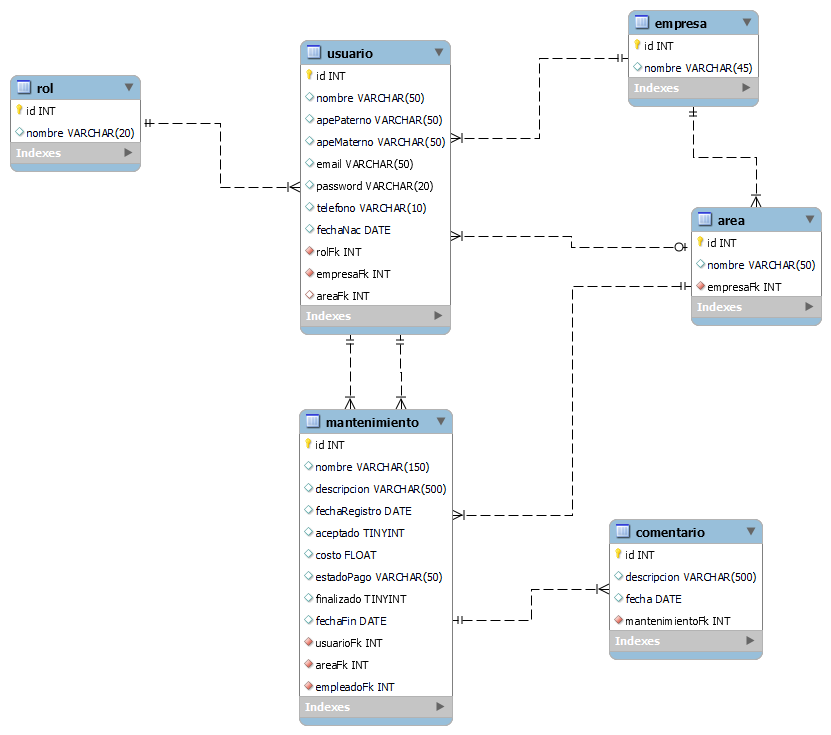 rol
id INT
nombre VARCHAR(20)
Indexes
usuario
id INT
nombre VARCHAR(50)
apePaterno VARCHAR(50)
apeMaterno VARCHAR(50)
email VARCHAR(50)
password VARCHAR(20)
telefono VARCHAR(10)
fechaNac DATE
rolFk INT
empresaFk INT
areaFk INT
Indexes
empresa
id INT
nombre VARCHAR(45)
Indexes
area
id INT
nombre VARCHAR(50)
empresaFk INT
Indexes
mantenimiento
id INT
nombre VARCHAR(150)
descripcion VARCHAR(500)
fechaRegistro DATE
aceptado TINYINT
costo FLOAT
estadoPago VARCHAR(50)
finalizado TINYINT
fechaFin DATE
usuarioFk INT
areaFk INT
empleadoFk INT
Indexes
comentario
id INT
descripcion VARCHAR(500)
fecha DATE
mantenimientoFk INT
Indexes